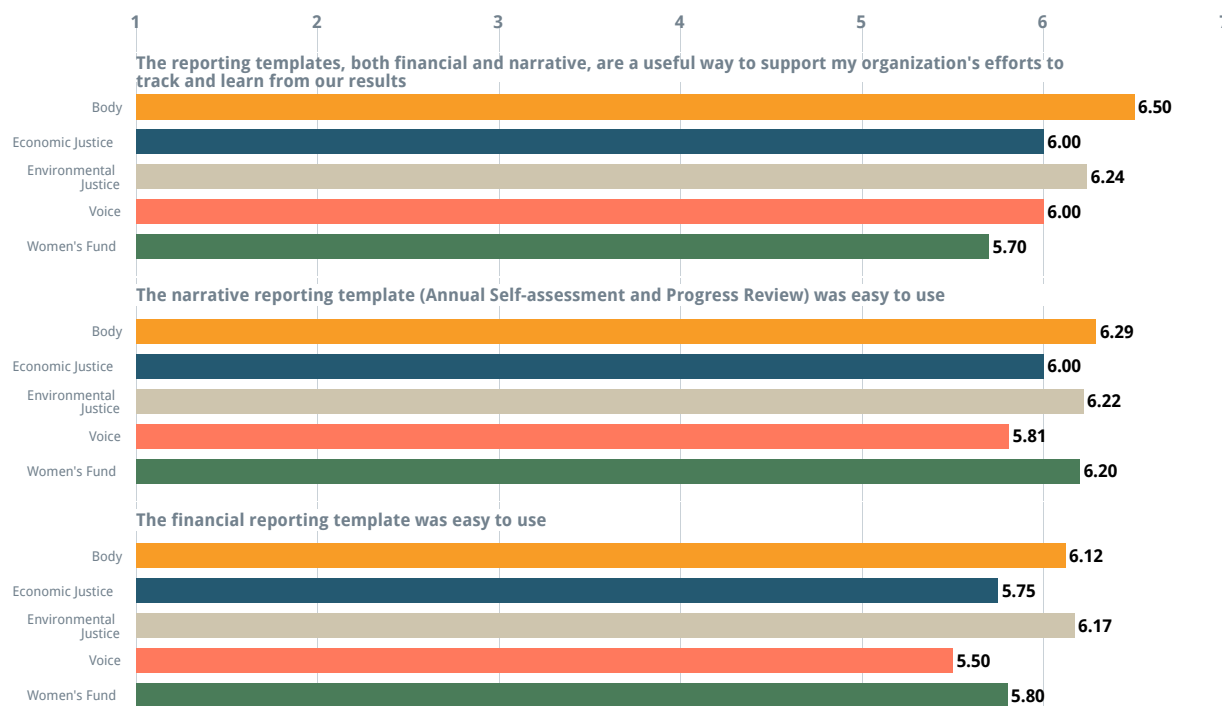 1 2 3 4 5 6
The reporting templates, both financial and narrative, are a useful way to support my organization's efforts to
track and learn from our results
Body 6.50
Economic Justice 6.00
Environmental
Justice 6.24
Voice 6.00
Women's Fund 5.70
The narrative reporting template (Annual Self-assessment and Progress Review) was easy to use
Body 6.29
Economic Justice 6.00
Environmental
Justice 6.22
Voice 5.81
Women's Fund 6.20
The financial reporting template was easy to use
Body 6.12
Economic Justice 5.75
Environmental
Justice 6.17
Voice 5.50
Women's Fund 5.80